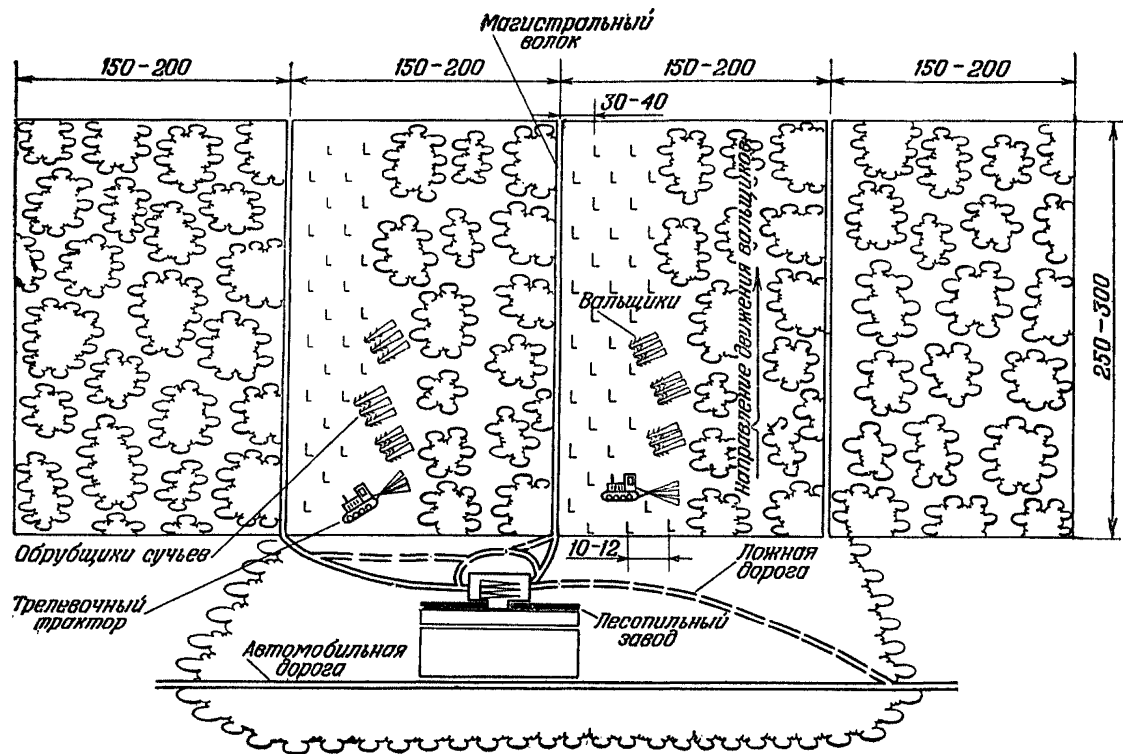 Магистральный
волок
150-200
150-200
150-200
150-200
30-40
Направление движения вальщиков
Вальщики
250-300
Обрубщики сучьев
10-12
Ложная
дорога
Трелевочный
трактор
Лесопильный
завод
Автомобильная
дорога